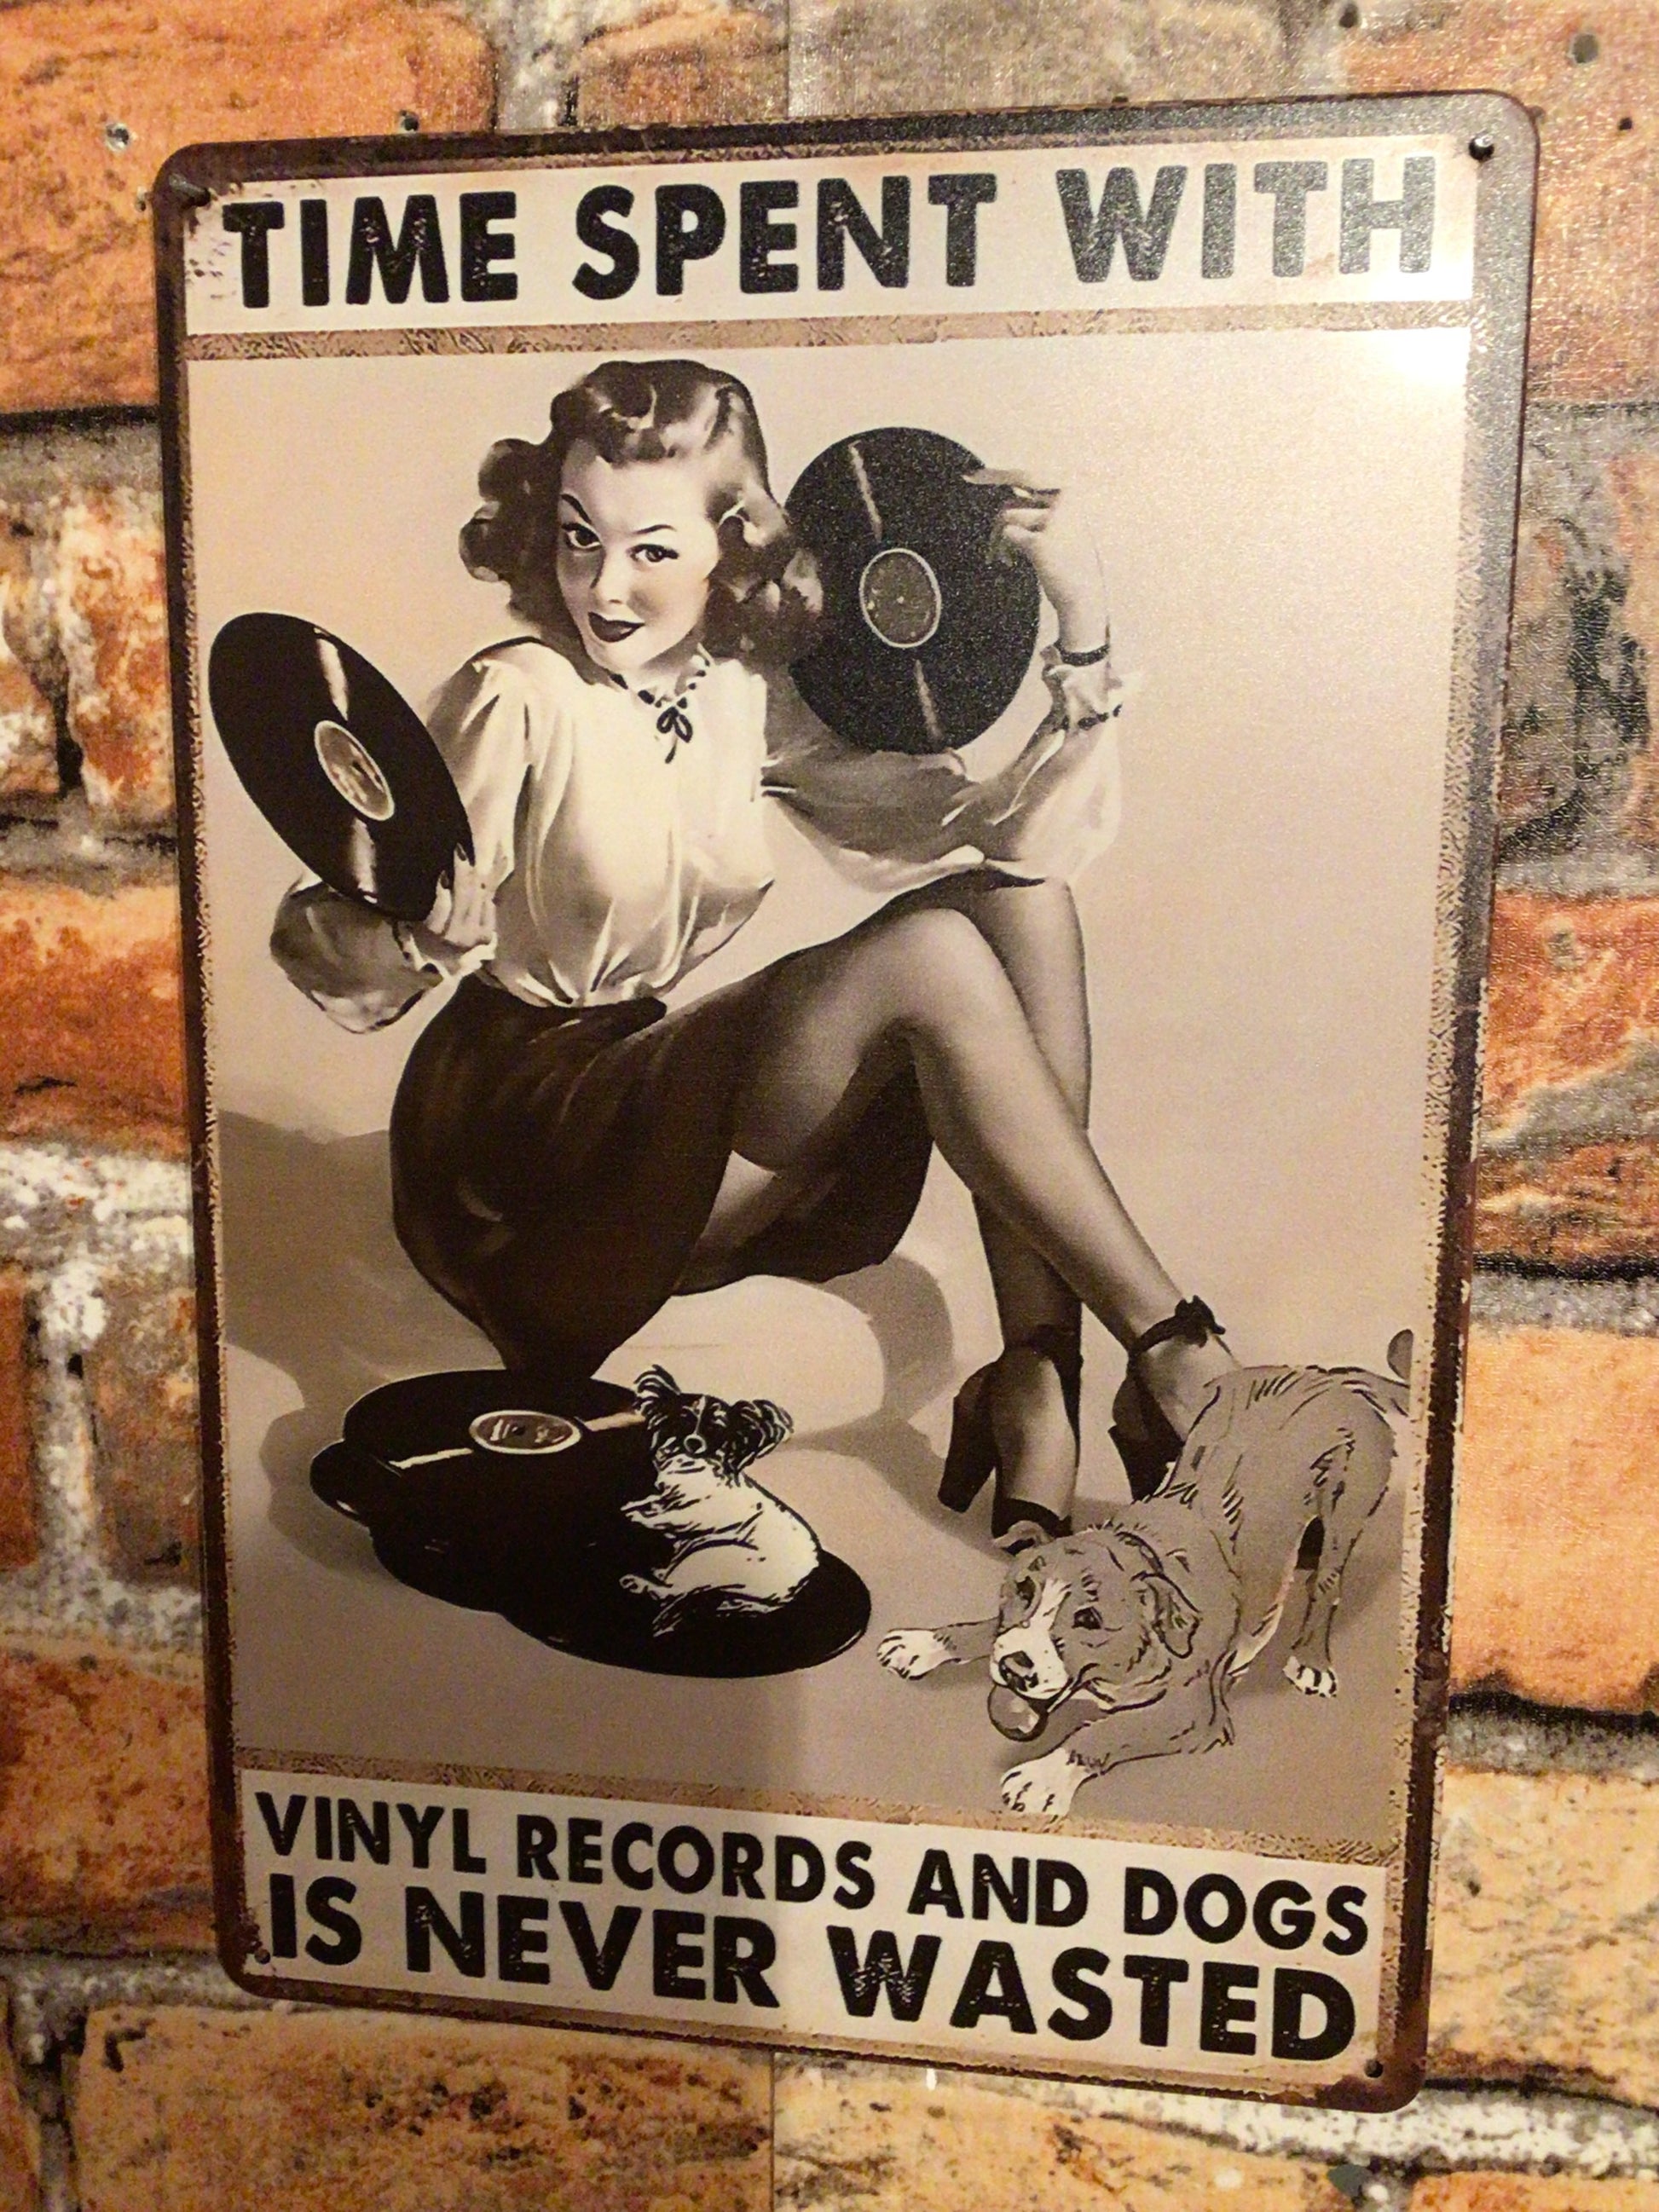 TIME SPENT WITH
VINYL RECORDS AND DOGS
IS NEVER WASTED